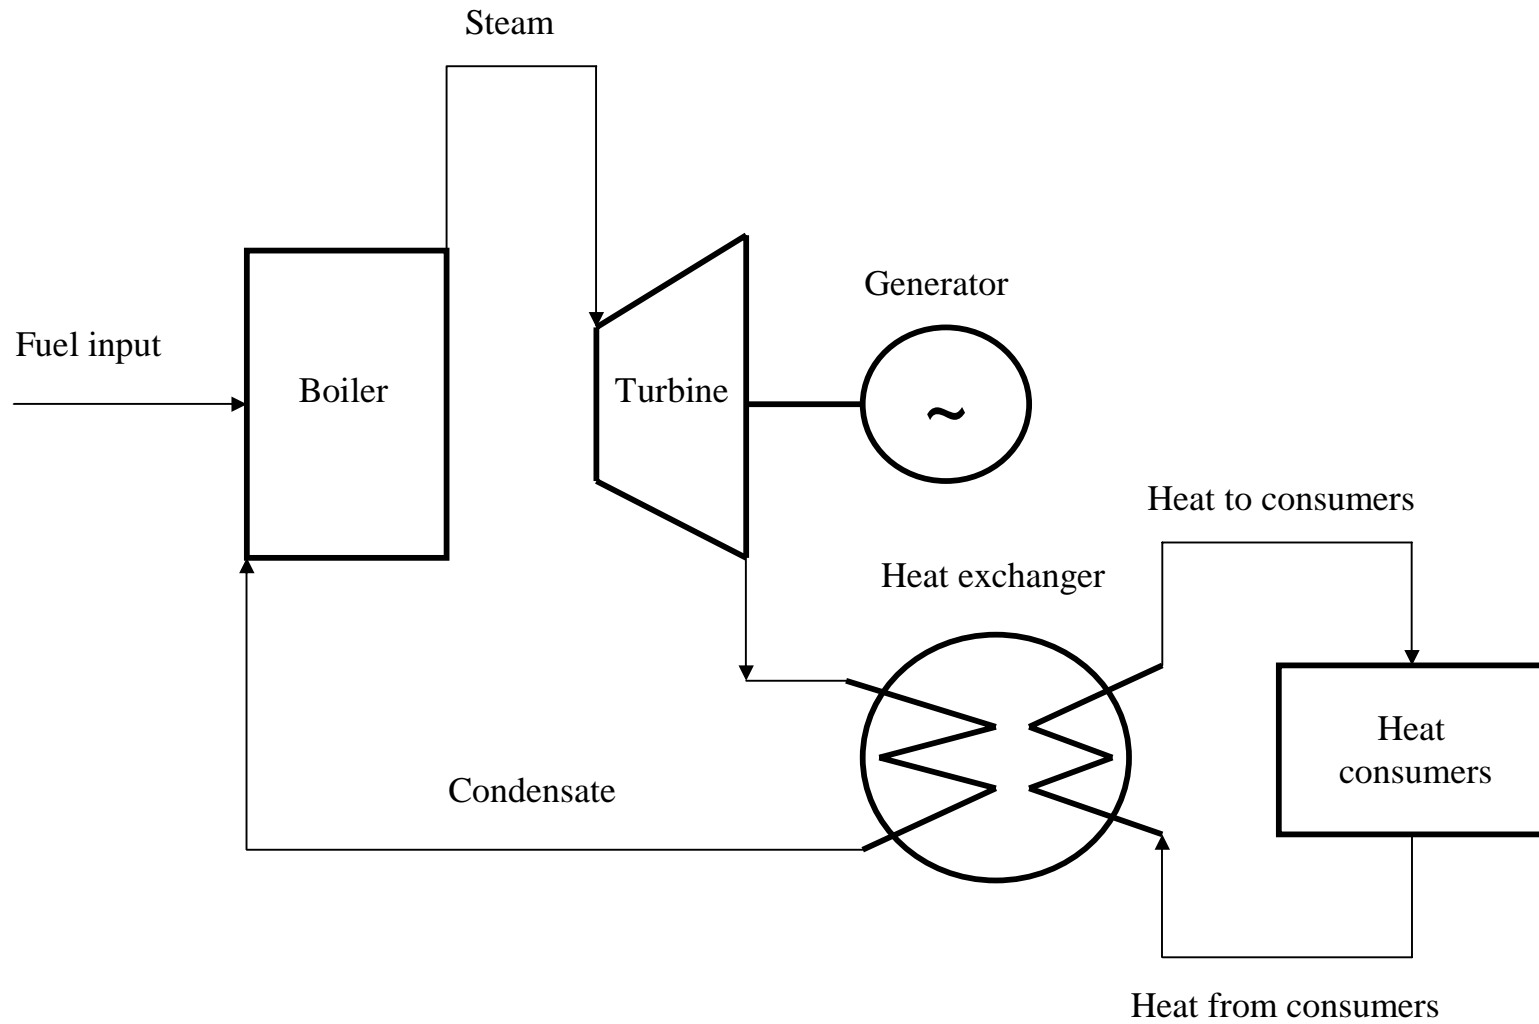 Steam
Generator
Fuel input
Boiler
Turbine
~
Heat to consumers
Heat exchanger
Heat
consumers
Condensate
Heat from consumers